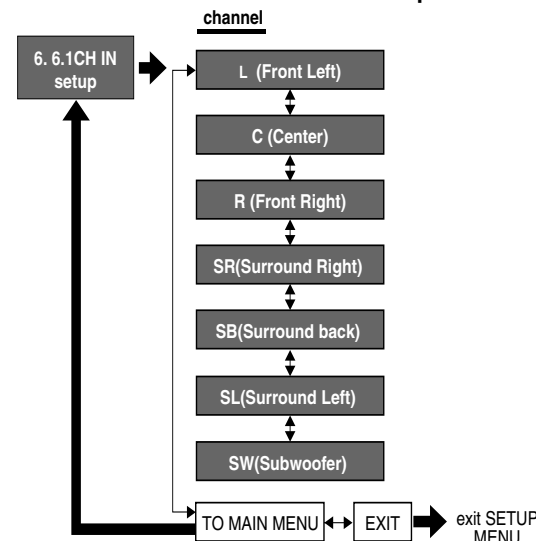 channel
6. 6.1CH IN
setup
L (Front Left)
C (Center)
R (Front Right)
SR(Surround Right)
SB(Surround back)
SL(Surround Left)
SW(Subwoofer)
TO MAIN MENU
EXIT
exit SETUP
MENU